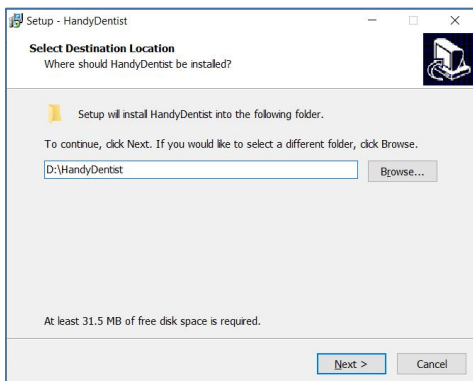 Setup - HandyDentist
Select Destination Location
Where should HandyDentist be installed?
Setup will install HandyDentist into the following folder.
To continue, click Next. If you would like to select a different folder, click Browse.
D:\HandyDentist
Browse...
At least 31.5 MB of free disk space is required.
Next >
Cancel